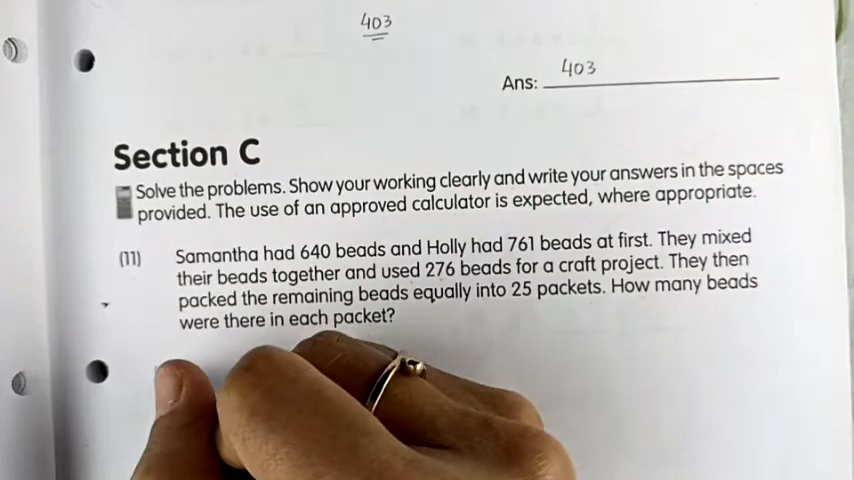 403
Ans: 403
Section C
Solve the problems. Show your working clearly and write your answers in the spaces
provided. The use of an approved calculator is expected, where appropriate.
(11) Samantha had 640 beads and Holly had 761 beads at first. They mixed
their beads together and used 276 beads for a craft project. They then
packed the remaining beads equally into 25 packets. How many beads
were there in each packet?